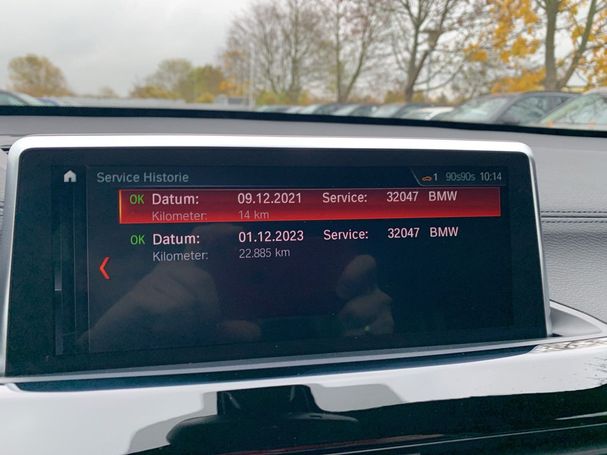 Service Historie 1 90s90s 10:14
OK Datum: 09.12.2021 Service: 32047 BMW
Kilometer: 14 km
OK Datum: 01.12.2023 Service: 32047 BMW
Kilometer: 22.885 km